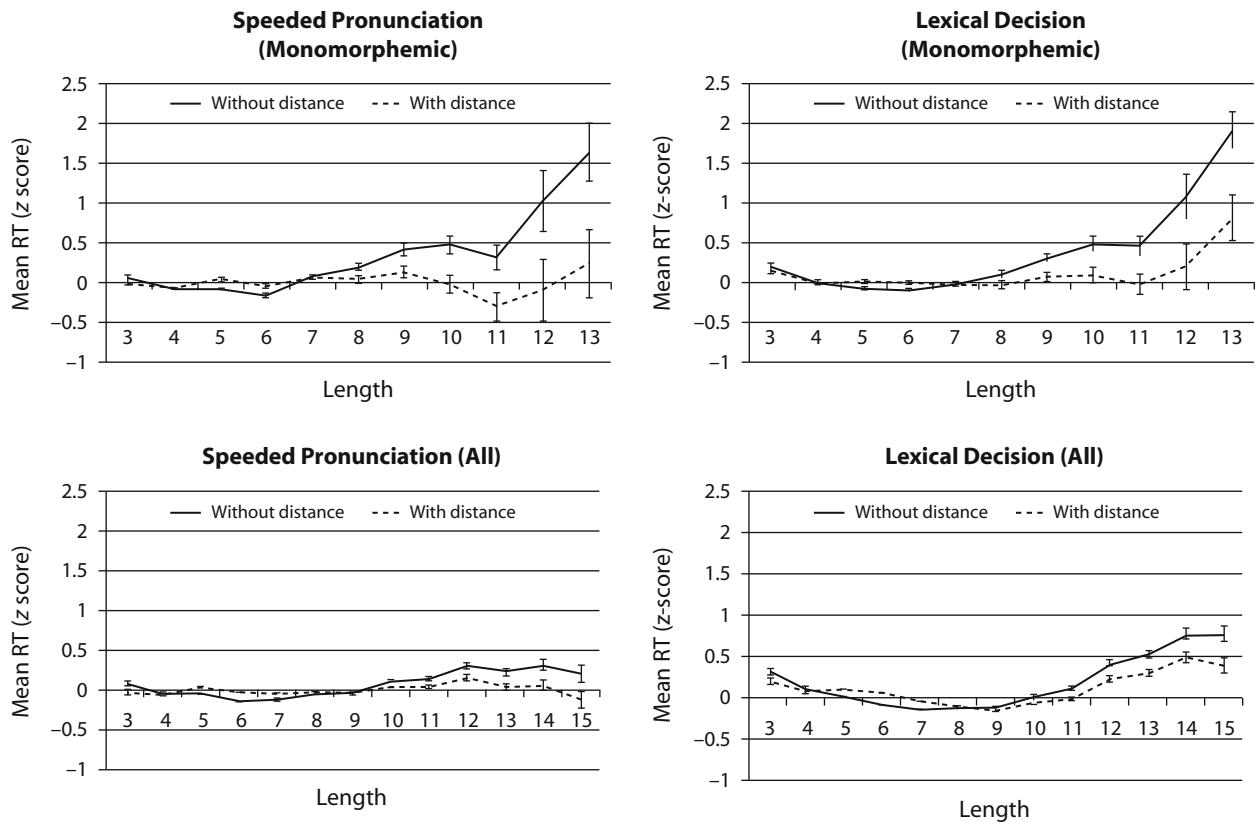 Speeded Pronunciation
(Monomorphemic)
Mean RT (z score)
2.5
2
1.5
1
0.5
0
−0.5
−1
Without distance
With distance
3 4 5 6 7 8 9 10 11 12 13
Length
Lexical Decision
(Monomorphemic)
Mean RT (z-score)
2.5
2
1.5
1
0.5
0
−0.5
−1
Without distance
With distance
3 4 5 6 7 8 9 10 11 12 13
Length
Speeded Pronunciation (All)
Mean RT (z score)
2.5
2
1.5
1
0.5
0
−0.5
−1
Without distance
With distance
3 4 5 6 7 8 9 10 11 12 13 14 15
Length
Lexical Decision (All)
Mean RT (z-score)
2.5
2
1.5
1
0.5
0
−0.5
−1
Without distance
With distance
3 4 5 6 7 8 9 10 11 12 13 14 15
Length